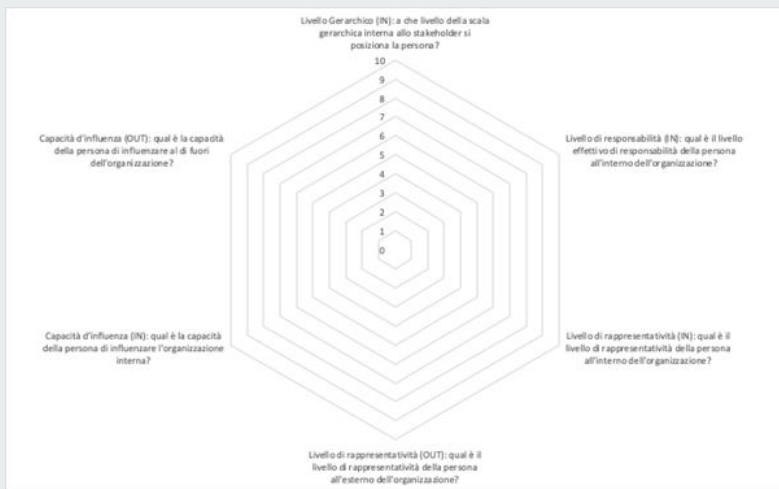 Livello Gerarchico (IN): a che livello della scala
gerarchica interna allo stakeholder si
posiziona la persona?
10
9
8
7
6
5
4
3
2
1
0
Livello di responsabilità (IN): qual è il livello
effettivo di responsabilità della persona
all'interno dell'organizzazione?
Livello di rappresentatività (IN): qual è il
livello di rappresentatività della persona
all'interno dell'organizzazione?
Livello di rappresentatività (OUT): qual è il
livello di rappresentatività della persona
all'esterno dell'organizzazione?
Capacità d'influenza (IN): qual è la capacità
della persona di influenzare l'organizzazione
interna?
Capacità d'influenza (OUT): qual è la capacità
della persona di influenzare al di fuori
dell'organizzazione?